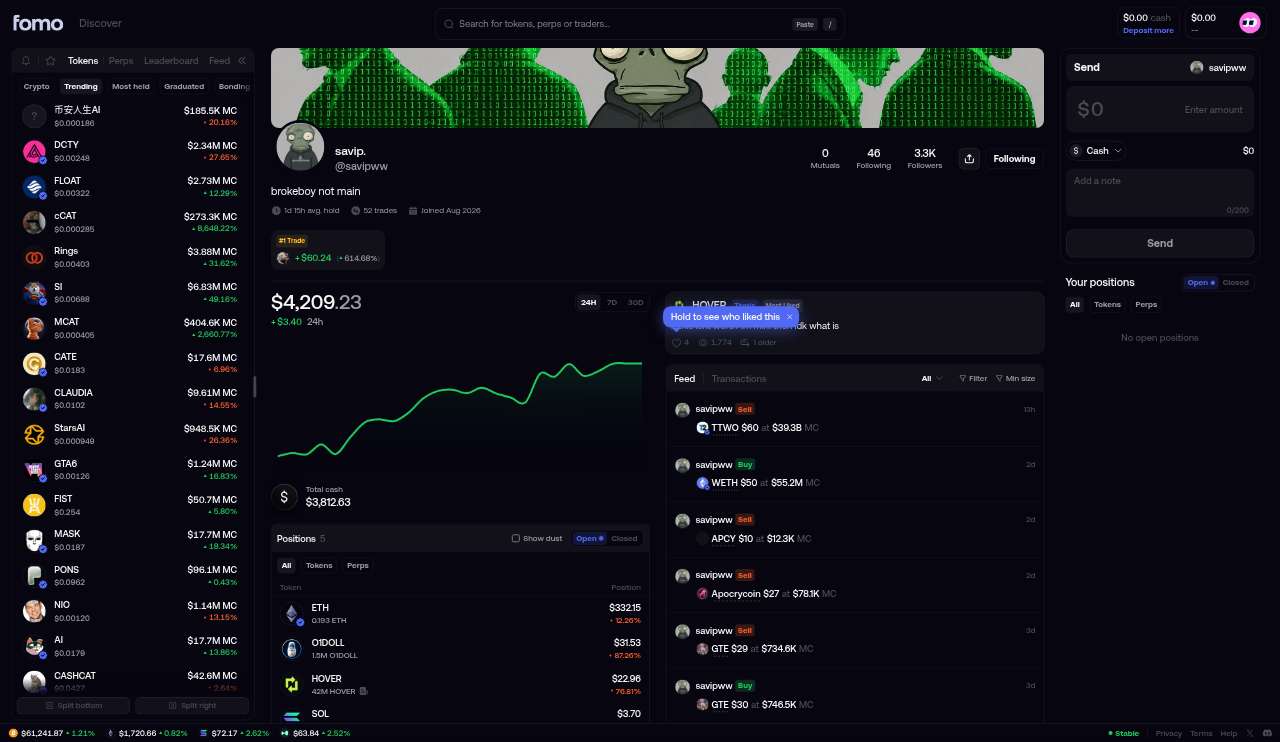 fomo
Discover
Search for tokens, perps or traders...
Paste
/
$0.00 cash
Deposit more
$0.00
--
Tokens Perps Leaderboard Feed
Crypto Trending Most held Graduated Bonding
币安人生AI $185.5K MC
$0.000186 20.16%
DCTY $2.34M MC
$0.00248 27.65%
FLOAT $2.73M MC
$0.00322 12.29%
cCAT $273.3K MC
$0.000285 8,648.22%
Rings $3.88M MC
$0.00403 31.62%
SI $6.83M MC
$0.00688 49.16%
MCAT $404.6K MC
$0.000405 2,660.77%
CATE $17.6M MC
$0.0183 6.96%
CLAUDIA $9.61M MC
$0.0102 14.55%
StarsAI $948.5K MC
$0.000949 26.36%
GTA6 $1.24M MC
$0.00126 16.83%
FIST $50.7M MC
$0.254 5.80%
MASK $17.7M MC
$0.0187 18.34%
PONS $96.1M MC
$0.0962 0.43%
NIO $1.14M MC
$0.00120 13.15%
AI $17.7M MC
$0.0179 13.86%
CASHCAT $42.6M MC
$0.0427 2.64%
Split bottom
Split right
savip.
@savipww
0 Mutuals
46 Following
3.3K Followers
Following
brokeboy not main
1d 15h avg. hold 52 trades Joined Aug 2026
#1 Trade
+$60.24 614.68%
$4,209.23
+$3.40 24h
24H 7D 30D
Total cash
$3,812.63
Positions 5
Show dust
Open Closed
All Tokens Perps
Token Position
ETH $332.15
0.193 ETH 12.26%
O1DOLL $31.53
1.5M O1DOLL 87.26%
HOVER $22.96
42M HOVER 76.81%
SOL $3.70
HOVER
Hold to see who liked this ×
idk what is
4 1,774 1 older
Feed Transactions
All Filter Min size
savipww Sell 13h
TTWO $60 at $39.3B MC
savipww Buy 2d
WETH $50 at $55.2M MC
savipww Sell 2d
APCY $10 at $12.3K MC
savipww Sell 2d
Apocrycoin $27 at $78.1K MC
savipww Sell 3d
GTE $29 at $734.6K MC
savipww Buy 3d
GTE $30 at $746.5K MC
Send savipww
$0 Enter amount
$ Cash $0
Add a note
0/200
Send
Your positions
Open Closed
All Tokens Perps
No open positions
$61,241.87 1.21% $1,720.66 0.82% $72.17 2.62% $63.84 2.52%
Stable Privacy Terms Help